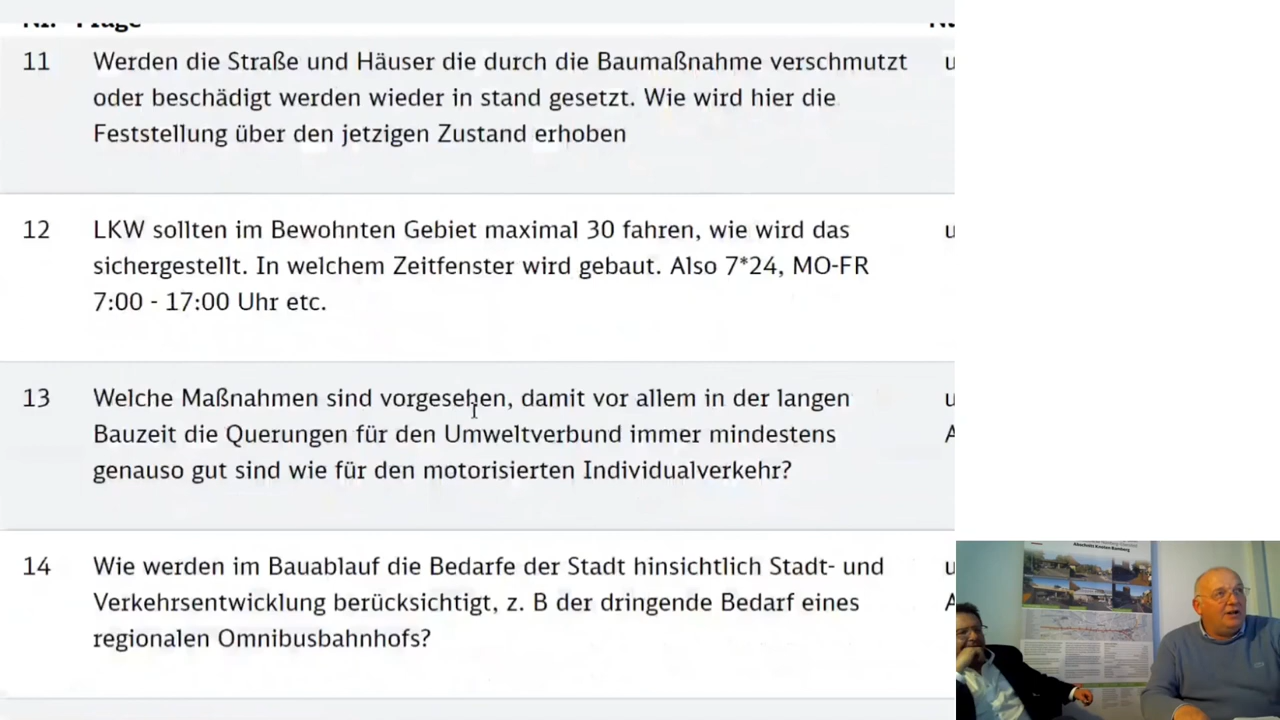 Nr. Frage
11 Werden die Straße und Häuser die durch die Baumaßnahme verschmutzt
oder beschädigt werden wieder in stand gesetzt. Wie wird hier die
Feststellung über den jetzigen Zustand erhoben
12 LKW sollten im Bewohnten Gebiet maximal 30 fahren, wie wird das
sichergestellt. In welchem Zeitfenster wird gebaut. Also 7*24, MO-FR
7:00 - 17:00 Uhr etc.
13 Welche Maßnahmen sind vorgesehen, damit vor allem in der langen
Bauzeit die Querungen für den Umweltverbund immer mindestens
genauso gut sind wie für den motorisierten Individualverkehr?
14 Wie werden im Bauablauf die Bedarfe der Stadt hinsichtlich Stadt- und
Verkehrsentwicklung berücksichtigt, z. B der dringende Bedarf eines
regionalen Omnibusbahnhofs?
Abschnitt Knoten Bamberg